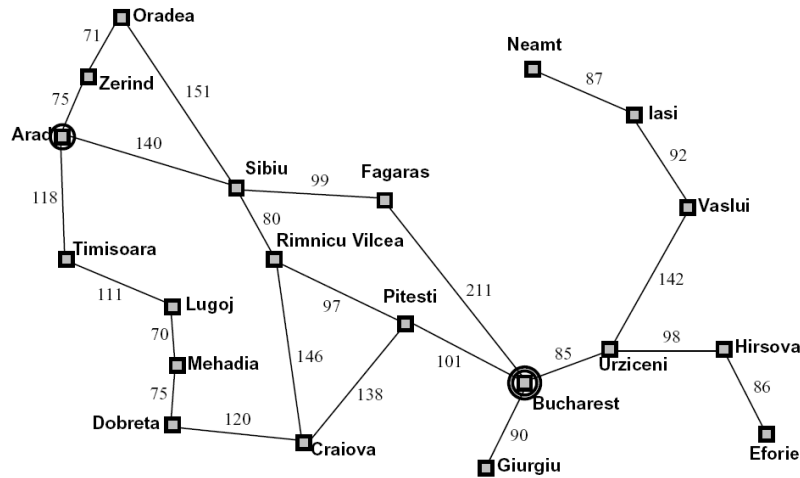 Oradea
71
Neamt
Zerind
87
75
151
Iasi
Arad
140
92
Sibiu
Fagaras
99
118
80
Vaslui
Timisoara
Rimnicu Vilcea
111
Lugoj
97
Pitesti
211
142
70
146
101
85
98
Hirsova
Mehadia
Urziceni
75
138
86
Dobreta
120
Bucharest
90
Craiova
Giurgiu
Eforie